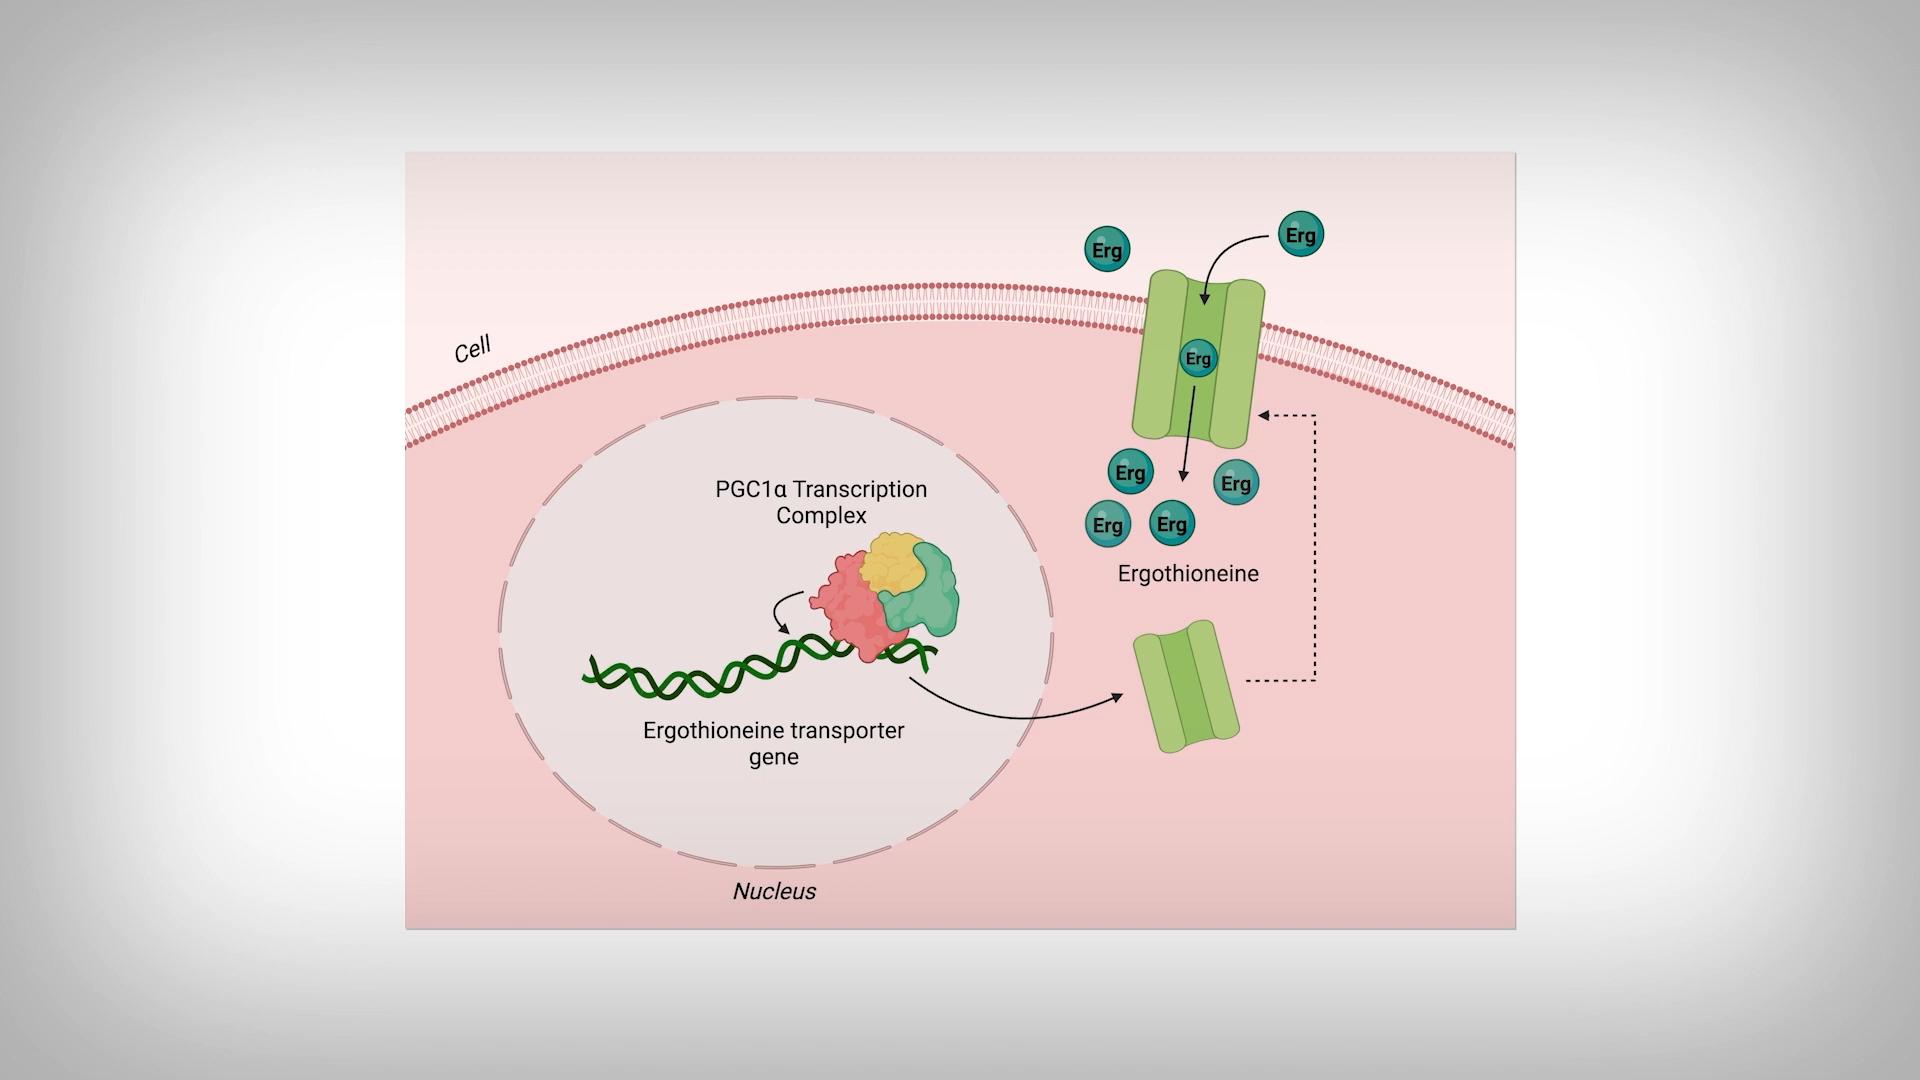 Erg
Erg
Cell
Erg
Erg
Erg
Erg
Erg
Ergothioneine
PGC1α Transcription
Complex
Ergothioneine transporter
gene
Nucleus